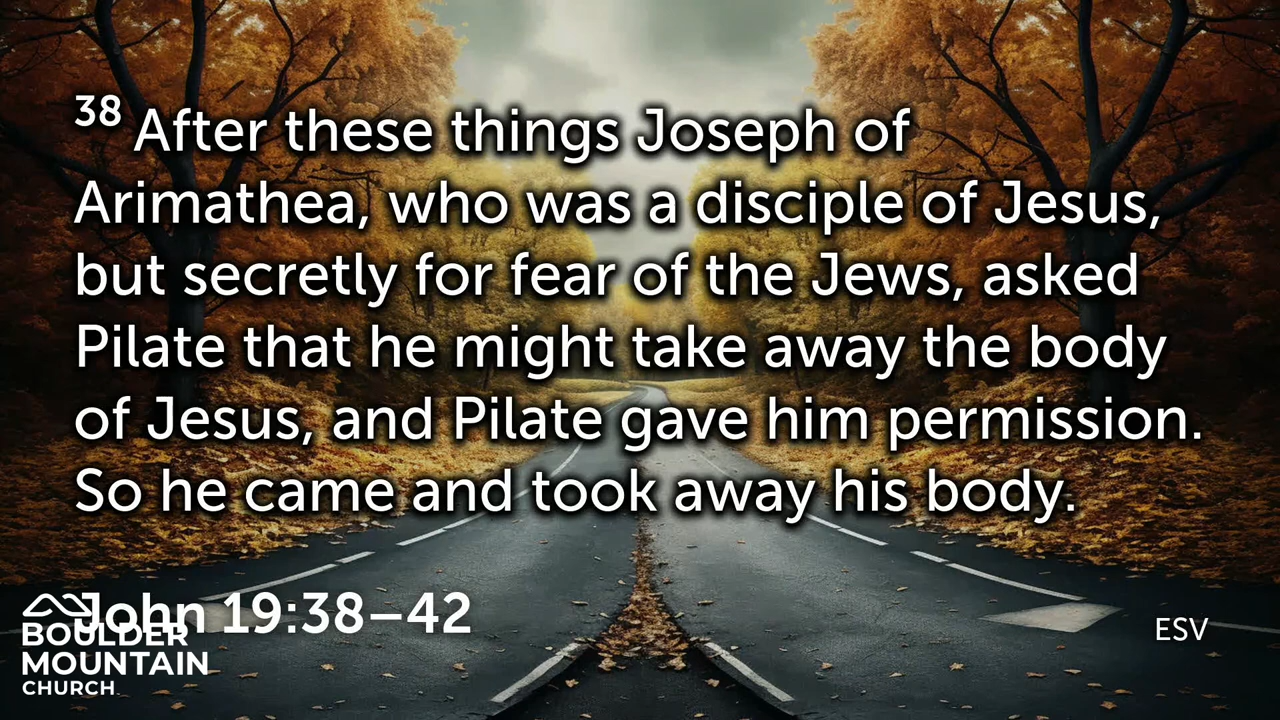 38 After these things Joseph of
Arimathea, who was a disciple of Jesus,
but secretly for fear of the Jews, asked
Pilate that he might take away the body
of Jesus, and Pilate gave him permission.
So he came and took away his body.
John 19:38–42
ESV
BOULDER
MOUNTAIN
CHURCH